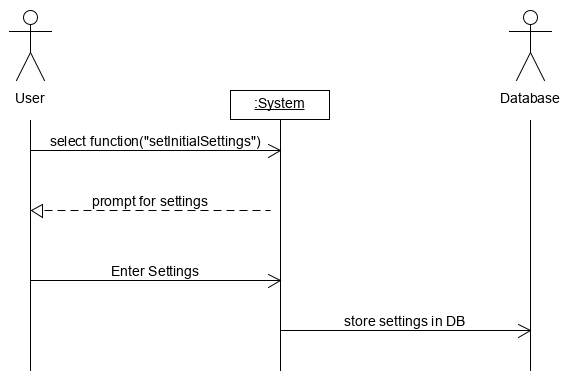 User
:System
Database
select function("setInitialSettings")
prompt for settings
Enter Settings
store settings in DB